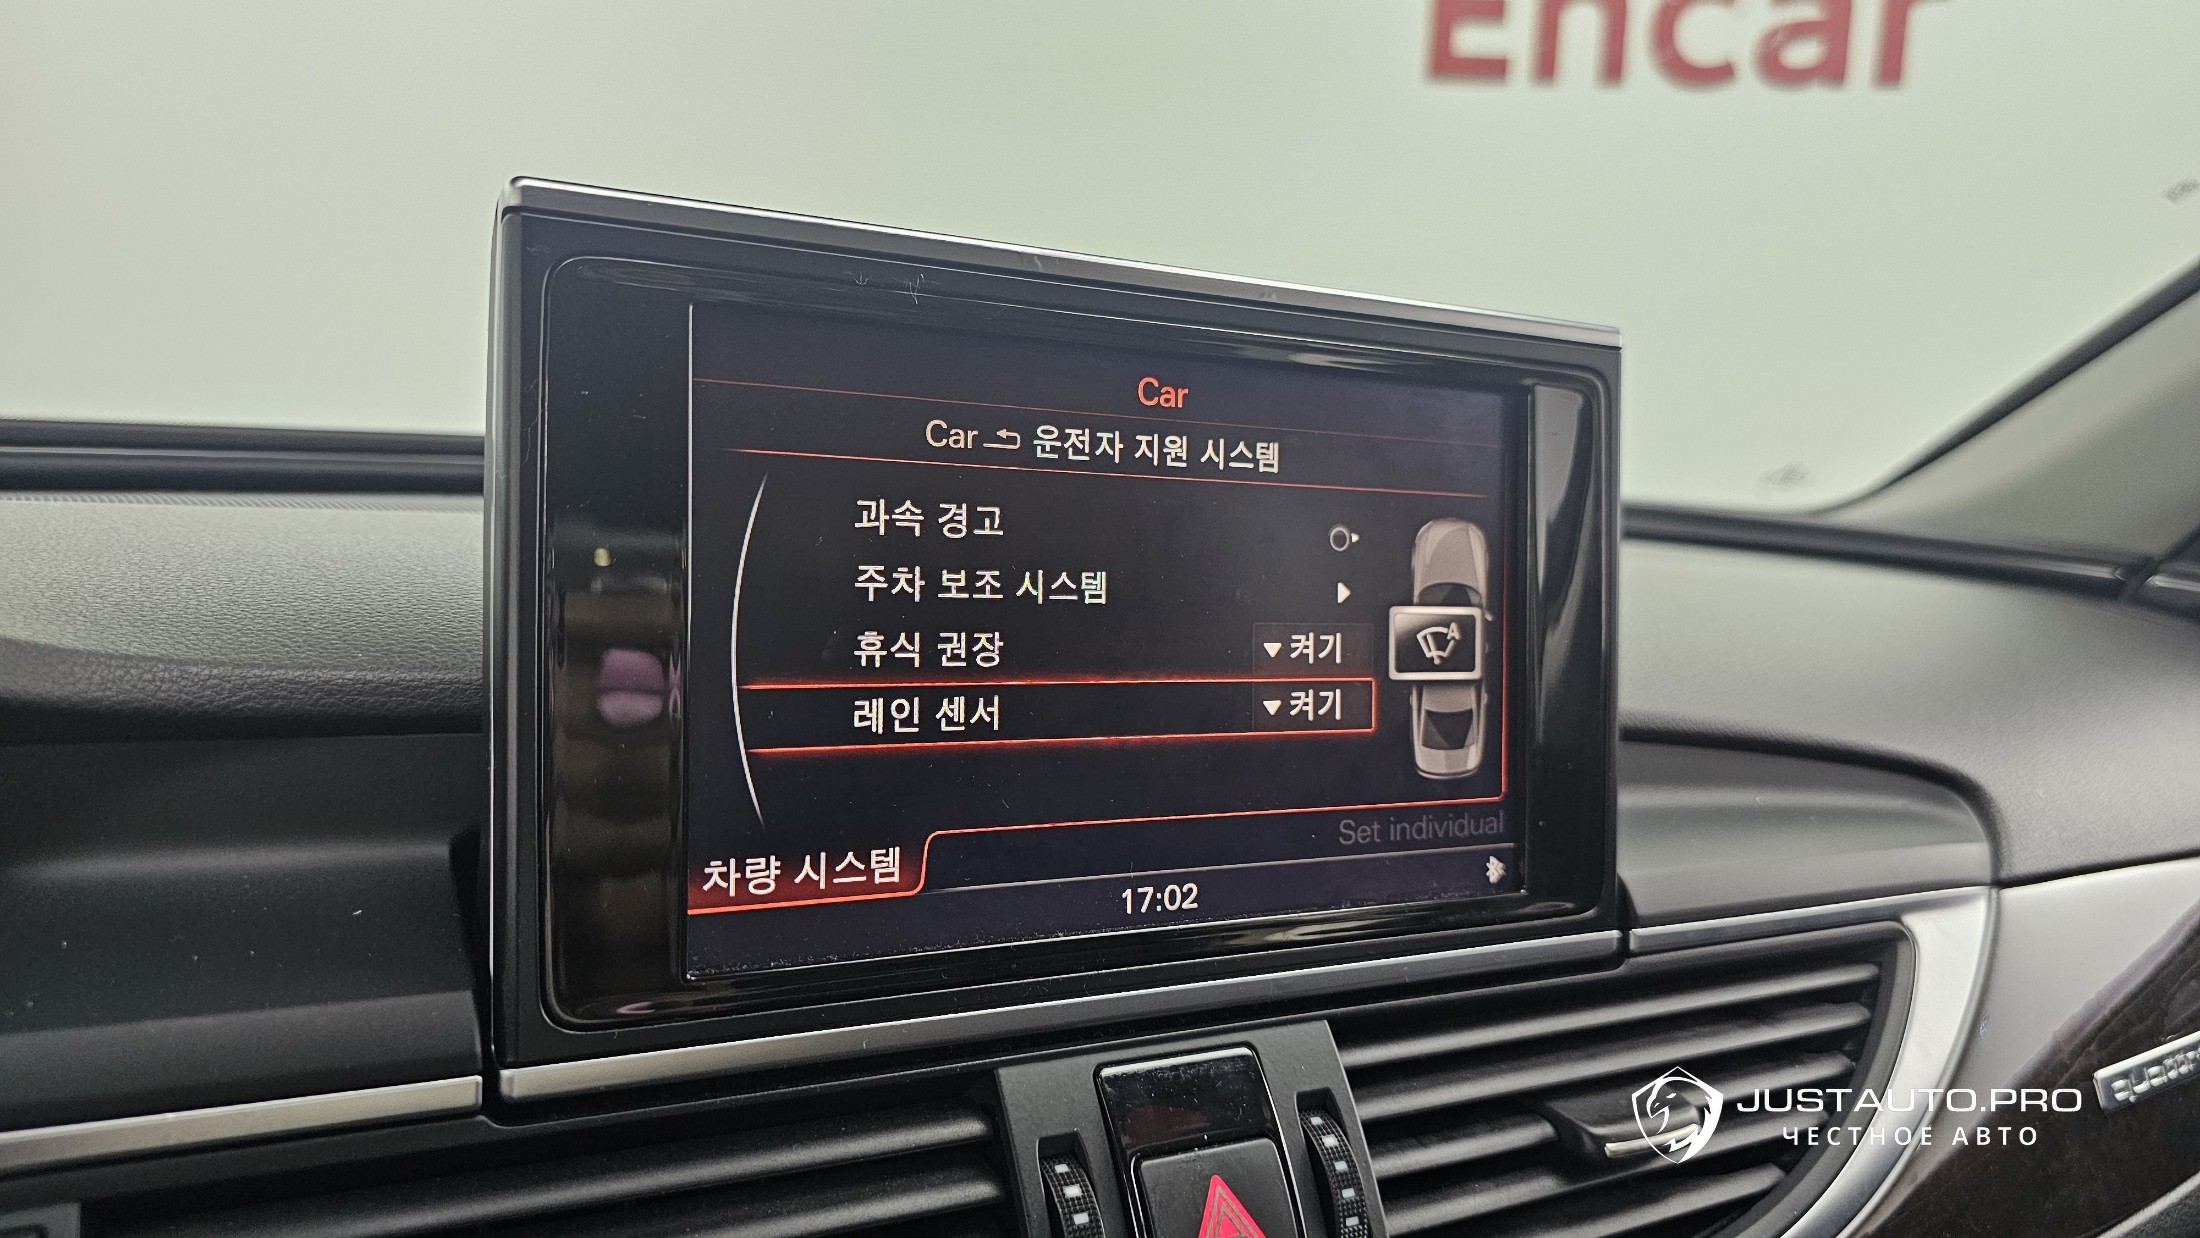 Encar
Car
Car 운전자 지원 시스템
과속 경고
주차 보조 시스템
휴식 권장 켜기
레인 센서 켜기
A
Set individual
차량 시스템
17:02
quattro
JUSTAUTO.PRO
ЧЕСТНОЕ АВТО